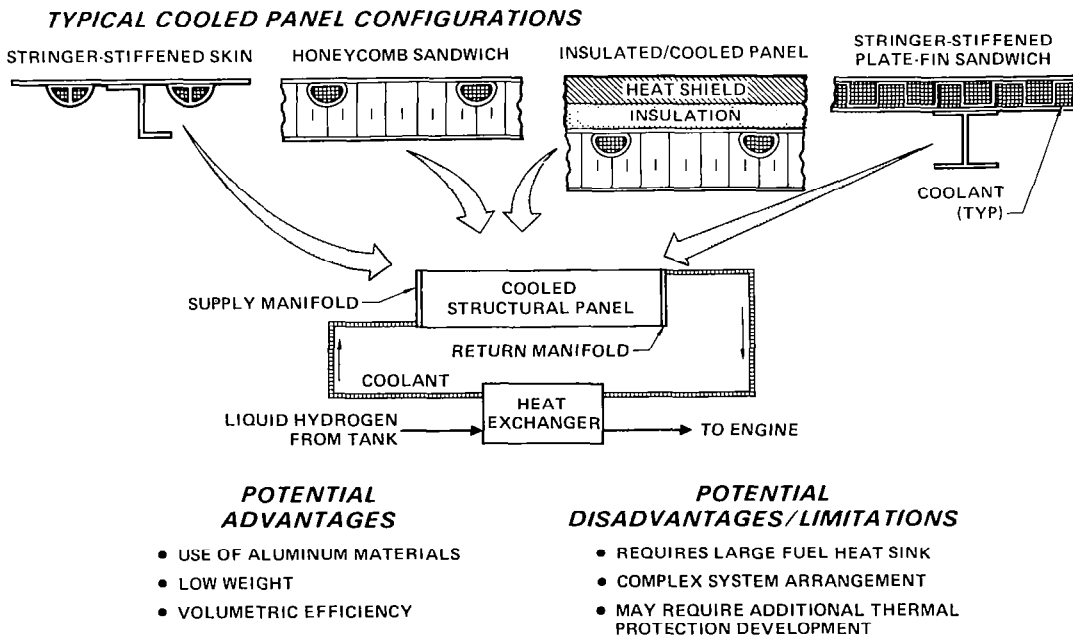 TYPICAL COOLED PANEL CONFIGURATIONS
STRINGER-STIFFENED SKIN
HONEYCOMB SANDWICH
INSULATED/COOLED PANEL
STRINGER-STIFFENED
PLATE-FIN SANDWICH
HEAT SHIELD
INSULATION
COOLANT
(TYP)
SUPPLY MANIFOLD
COOLED
STRUCTURAL PANEL
RETURN MANIFOLD
COOLANT
LIQUID HYDROGEN
FROM TANK
HEAT
EXCHANGER
TO ENGINE
POTENTIAL
ADVANTAGES
• USE OF ALUMINUM MATERIALS
• LOW WEIGHT
• VOLUMETRIC EFFICIENCY
POTENTIAL
DISADVANTAGES/LIMITATIONS
• REQUIRES LARGE FUEL HEAT SINK
• COMPLEX SYSTEM ARRANGEMENT
• MAY REQUIRE ADDITIONAL THERMAL
PROTECTION DEVELOPMENT